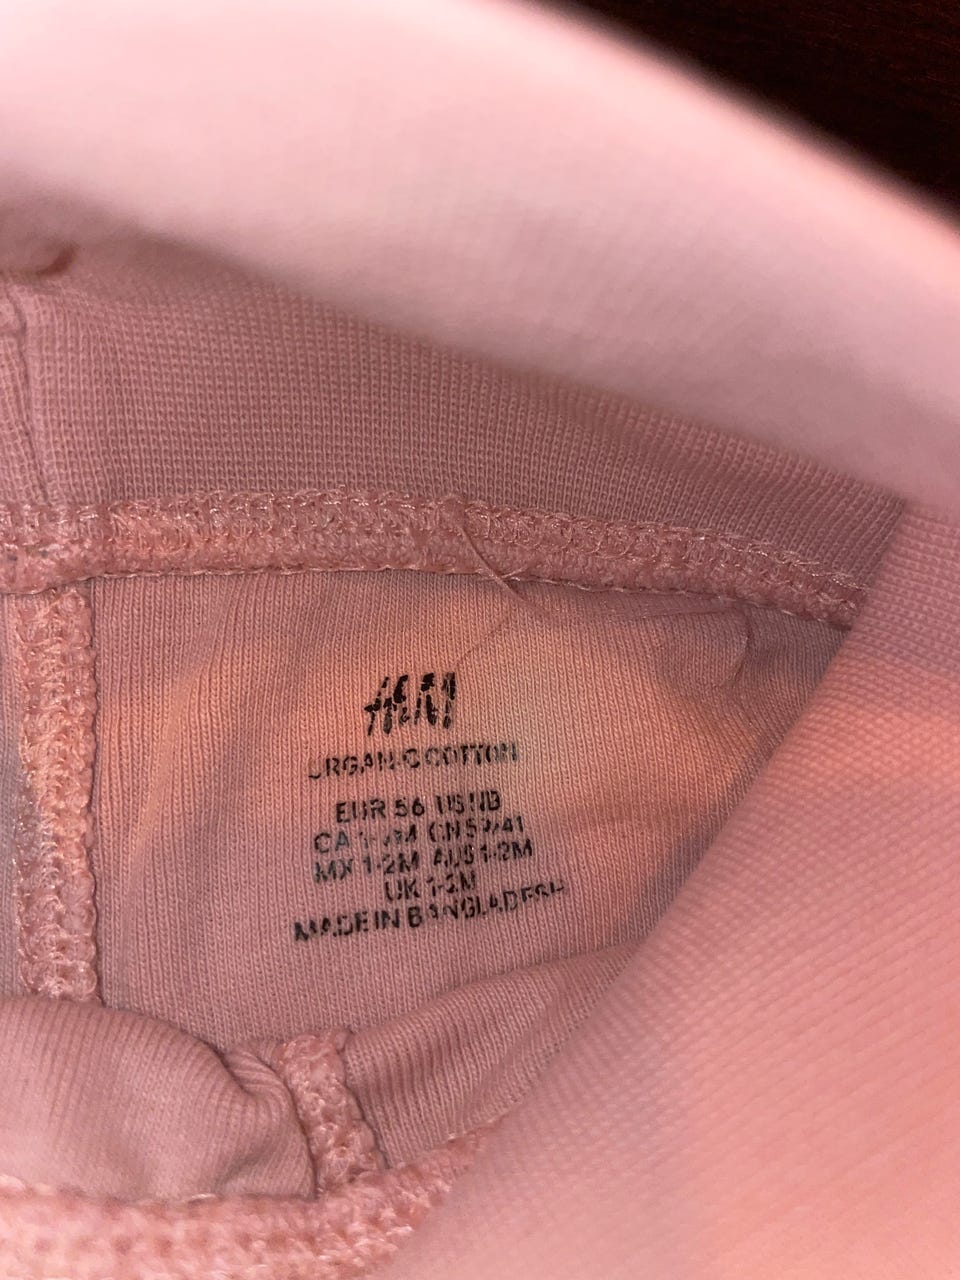 H&M
ORGANIC COTTON
EUR 56 US NB
CA 1-2M CN 52/41
MX 1-2M AUS 1-2M
UK 1-2M
MADE IN BANGLADESH